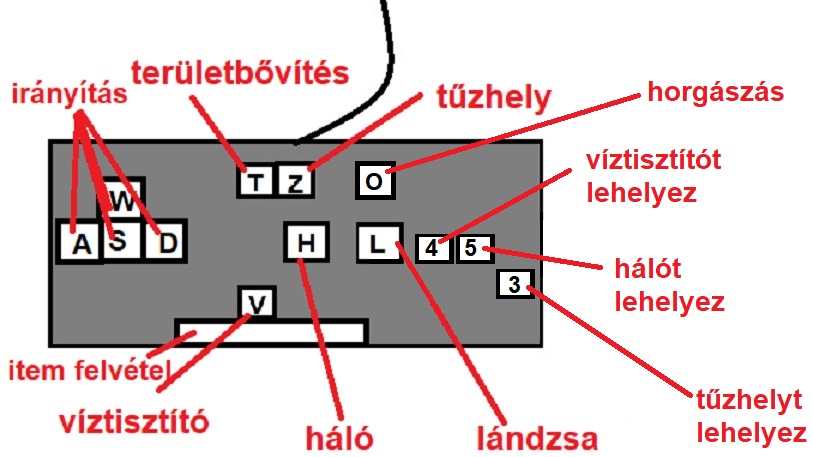 területbővítés
irányítás
tűzhely
horgászás
víztisztítót
lehelyez
T Z O
W
A S D H L 4 5
hálót
lehelyez
3
V
item felvétel
víztisztító
háló
lándzsa
tűzhelyt
lehelyez